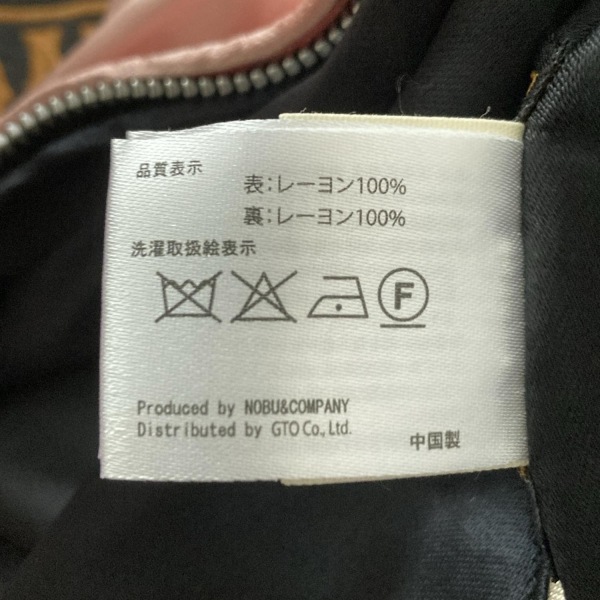 品質表示
表:レーヨン100%
裏:レーヨン100%
洗濯取扱絵表示
F
Produced by NOBU&COMPANY
Distributed by GTO Co., Ltd.
中国製